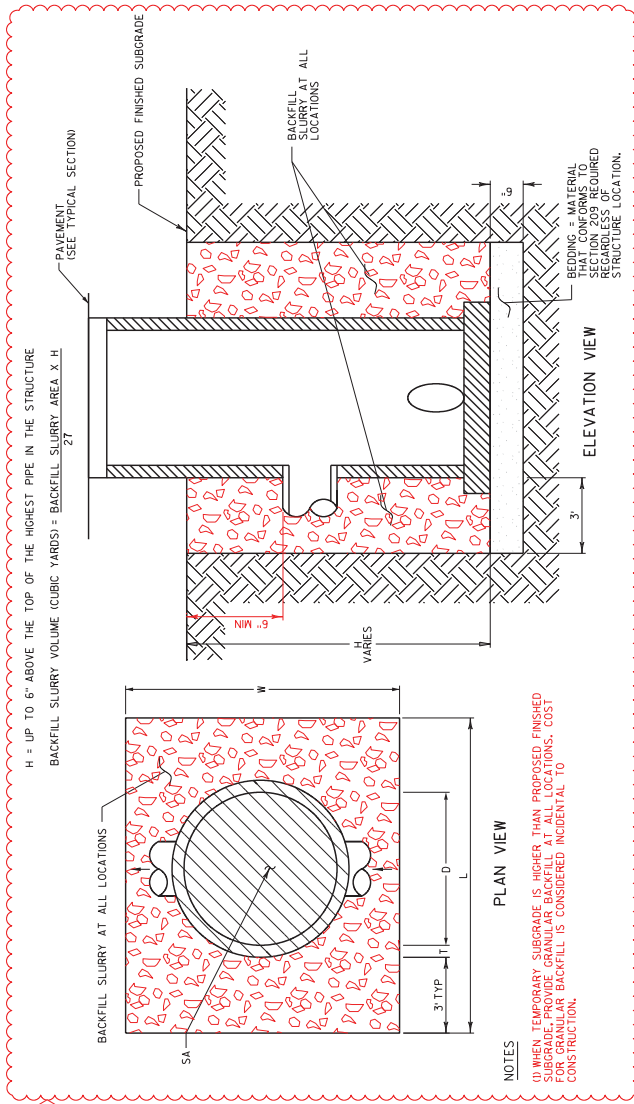 H = UP TO 6" ABOVE THE TOP OF THE HIGHEST PIPE IN THE STRUCTURE
BACKFILL SLURRY VOLUME (CUBIC YARDS) = BACKFILL SLURRY AREA X H
27
BACKFILL SLURRY AT ALL LOCATIONS
SA
W
3' TYP
T
D
L
PLAN VIEW
NOTES
(1) WHEN TEMPORARY SUBGRADE IS HIGHER THAN PROPOSED FINISHED
SUBGRADE, PROVIDE GRANULAR BACKFILL AT ALL LOCATIONS. COST
FOR GRANULAR BACKFILL IS CONSIDERED INCIDENTAL TO
CONSTRUCTION.
PAVEMENT
(SEE TYPICAL SECTION)
PROPOSED FINISHED SUBGRADE
BACKFILL
SLURRY AT ALL
LOCATIONS
6" MIN
H
VARIES
3'
6"
BEDDING = MATERIAL
THAT CONFORMS TO
SECTION 209 REQUIRED
REGARDLESS OF
STRUCTURE LOCATION.
ELEVATION VIEW